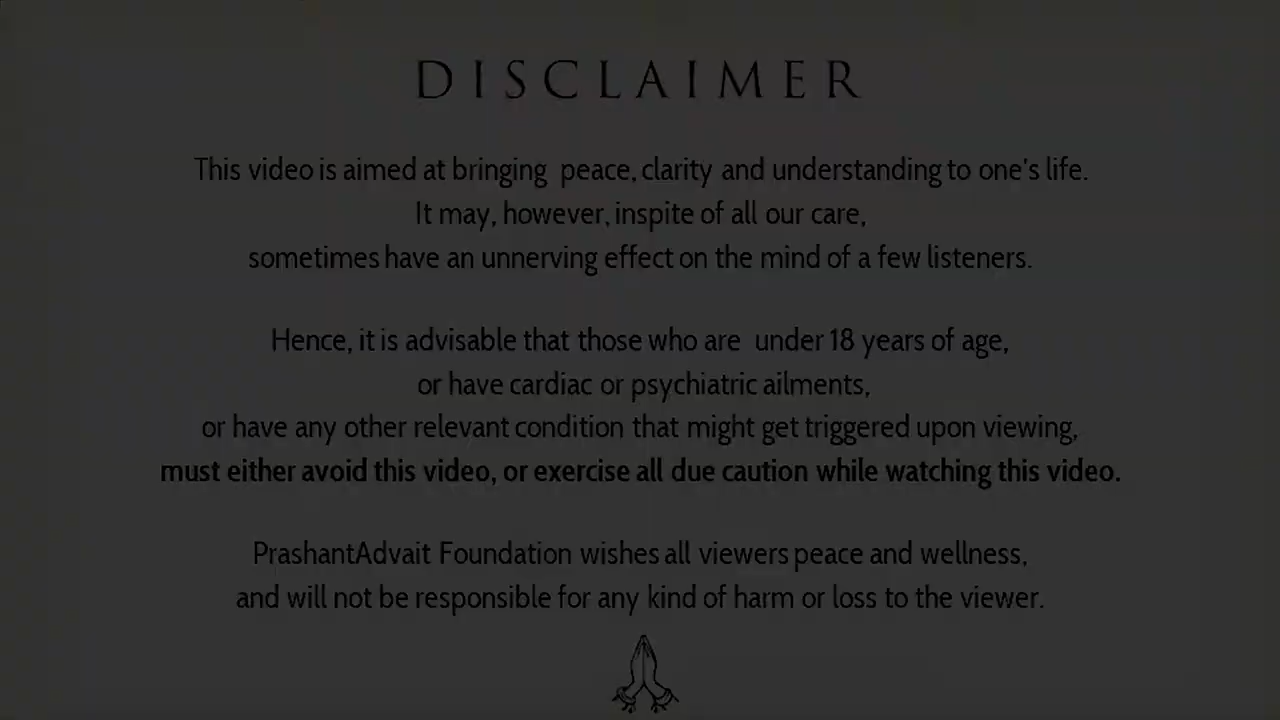 DISCLAIMER
This video is aimed at bringing peace, clarity and understanding to one's life.
It may, however, inspite of all our care,
sometimes have an unnerving effect on the mind of a few listeners.
Hence, it is advisable that those who are under 18 years of age,
or have cardiac or psychiatric ailments,
or have any other relevant condition that might get triggered upon viewing,
must either avoid this video, or exercise all due caution while watching this video.
PrashantAdvait Foundation wishes all viewers peace and wellness,
and will not be responsible for any kind of harm or loss to the viewer.